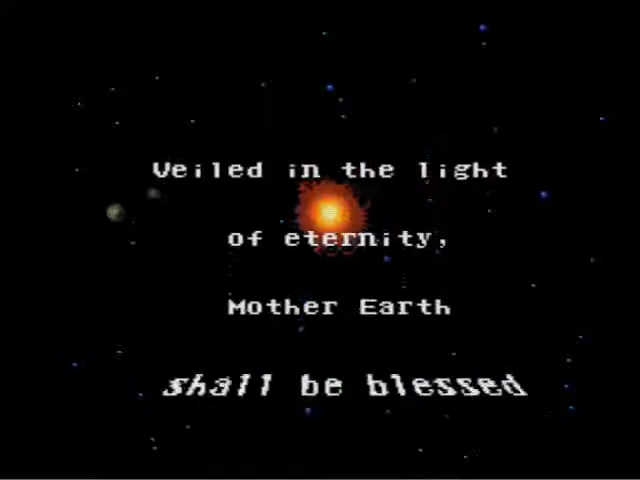 Veiled in the light
of eternity,
Mother Earth
shall be blessed